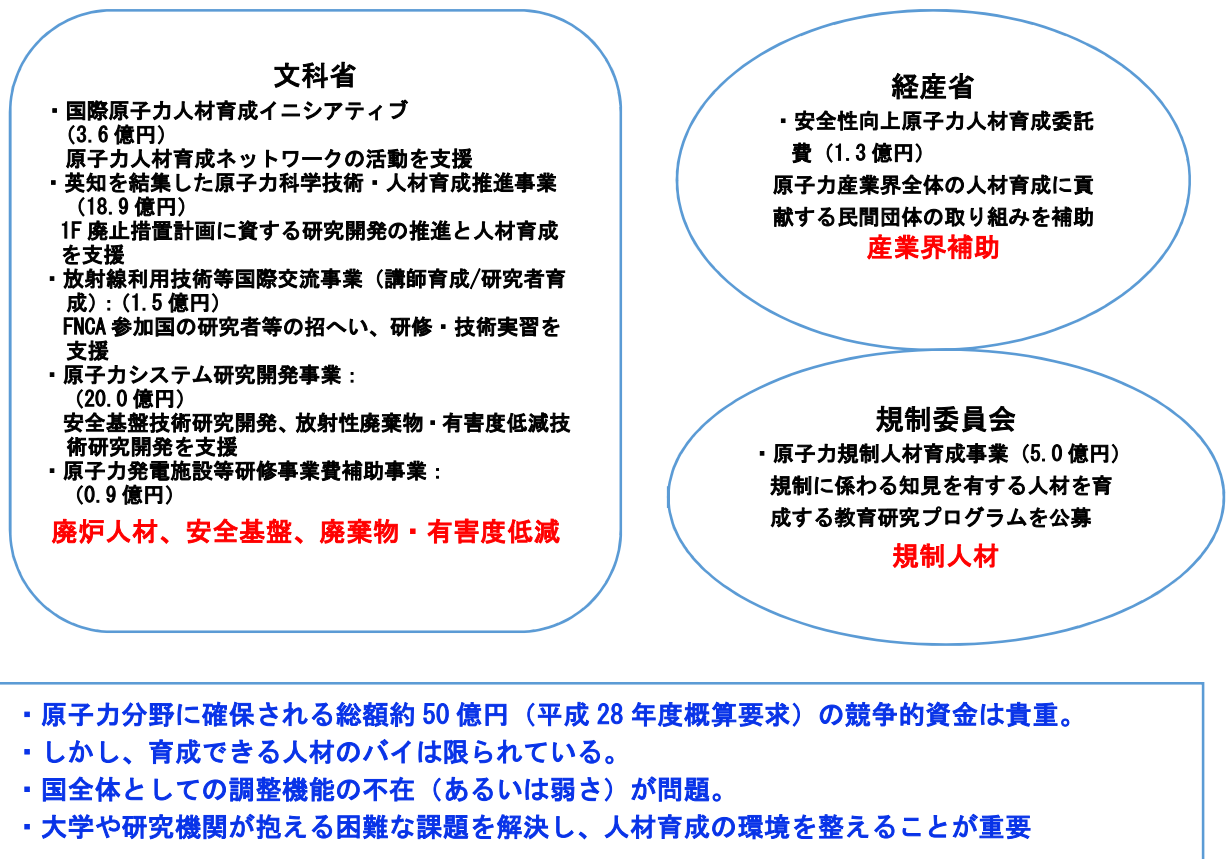 文科省
・国際原子力人材育成イニシアティブ
(3.6 億円)
原子力人材育成ネットワークの活動を支援
・英知を結集した原子力科学技術・人材育成推進事業
（18.9 億円）
1F 廃止措置計画に資する研究開発の推進と人材育成
を支援
・放射線利用技術等国際交流事業（講師育成/研究者育
成）：（1.5 億円）
FNCA 参加国の研究者等の招へい、研修・技術実習を
支援
・原子力システム研究開発事業：
（20.0 億円）
安全基盤技術研究開発、放射性廃棄物・有害度低減技
術研究開発を支援
・原子力発電施設等研修事業費補助事業：
（0.9 億円）
廃炉人材、安全基盤、廃棄物・有害度低減
経産省
・安全性向上原子力人材育成委託
費（1.3 億円）
原子力産業界全体の人材育成に貢
献する民間団体の取り組みを補助
産業界補助
規制委員会
・原子力規制人材育成事業（5.0 億円）
規制に係わる知見を有する人材を育
成する教育研究プログラムを公募
規制人材
・原子力分野に確保される総額約 50 億円（平成 28 年度概算要求）の競争的資金は貴重。
・しかし、育成できる人材のバイは限られている。
・国全体としての調整機能の不在（あるいは弱さ）が問題。
・大学や研究機関が抱える困難な課題を解決し、人材育成の環境を整えることが重要